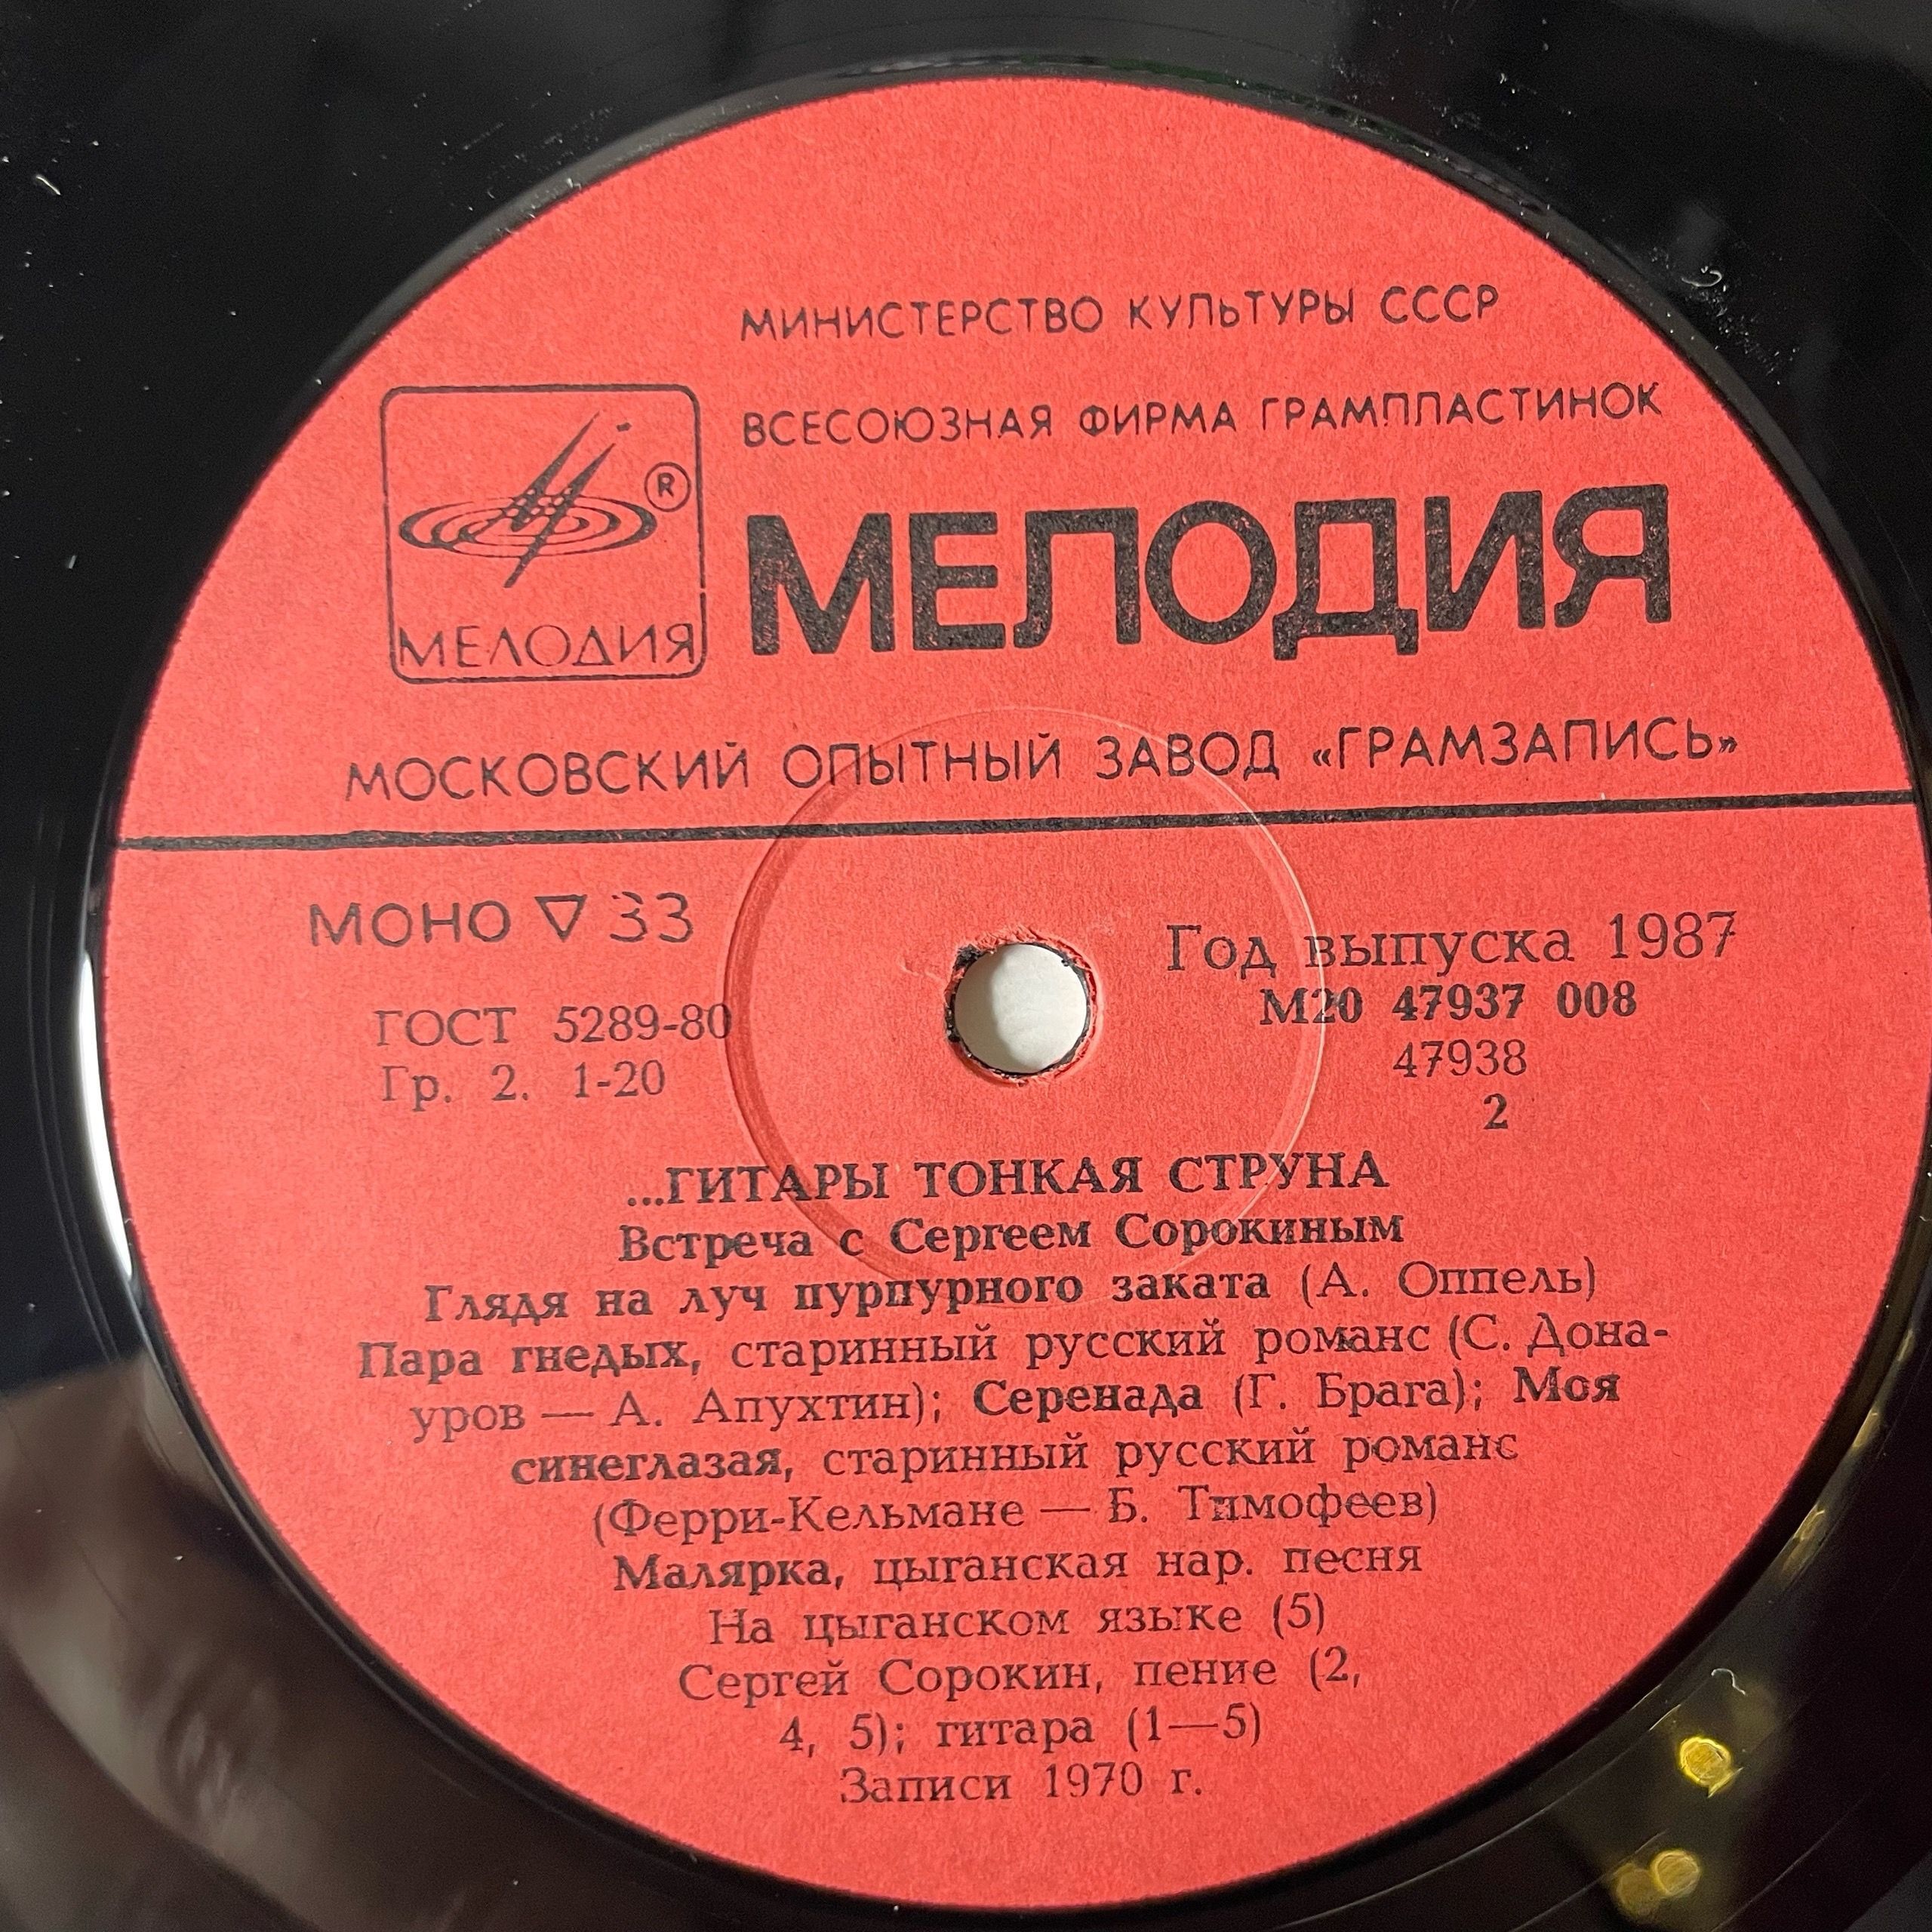 МИНИСТЕРСТВО КУЛЬТУРЫ СССР
ВСЕСОЮЗНАЯ ФИРМА ГРАМПЛАСТИНОК
®
МЕЛОДИЯ
МЕЛОДИЯ
МОСКОВСКИЙ ОПЫТНЫЙ ЗАВОД «ГРАМЗАПИСЬ»
МОНО ▽ 33
Год выпуска 1987
ГОСТ 5289-80
М20 47937 008
Гр. 2. 1-20
47938
2
...ГИТАРЫ ТОНКАЯ СТРУНА
Встреча с Сергеем Сорокиным
Глядя на луч пурпурного заката (А. Оппель)
Пара гнедых, старинный русский романс (С. Дона-
уров — А. Апухтин); Серенада (Г. Брага); Моя
синеглазая, старинный русский романс
(Ферри-Кельмане — Б. Тимофеев)
Малярка, цыганская нар. песня
На цыганском языке (5)
Сергей Сорокин, пение (2,
4, 5); гитара (1—5)
Записи 1970 г.